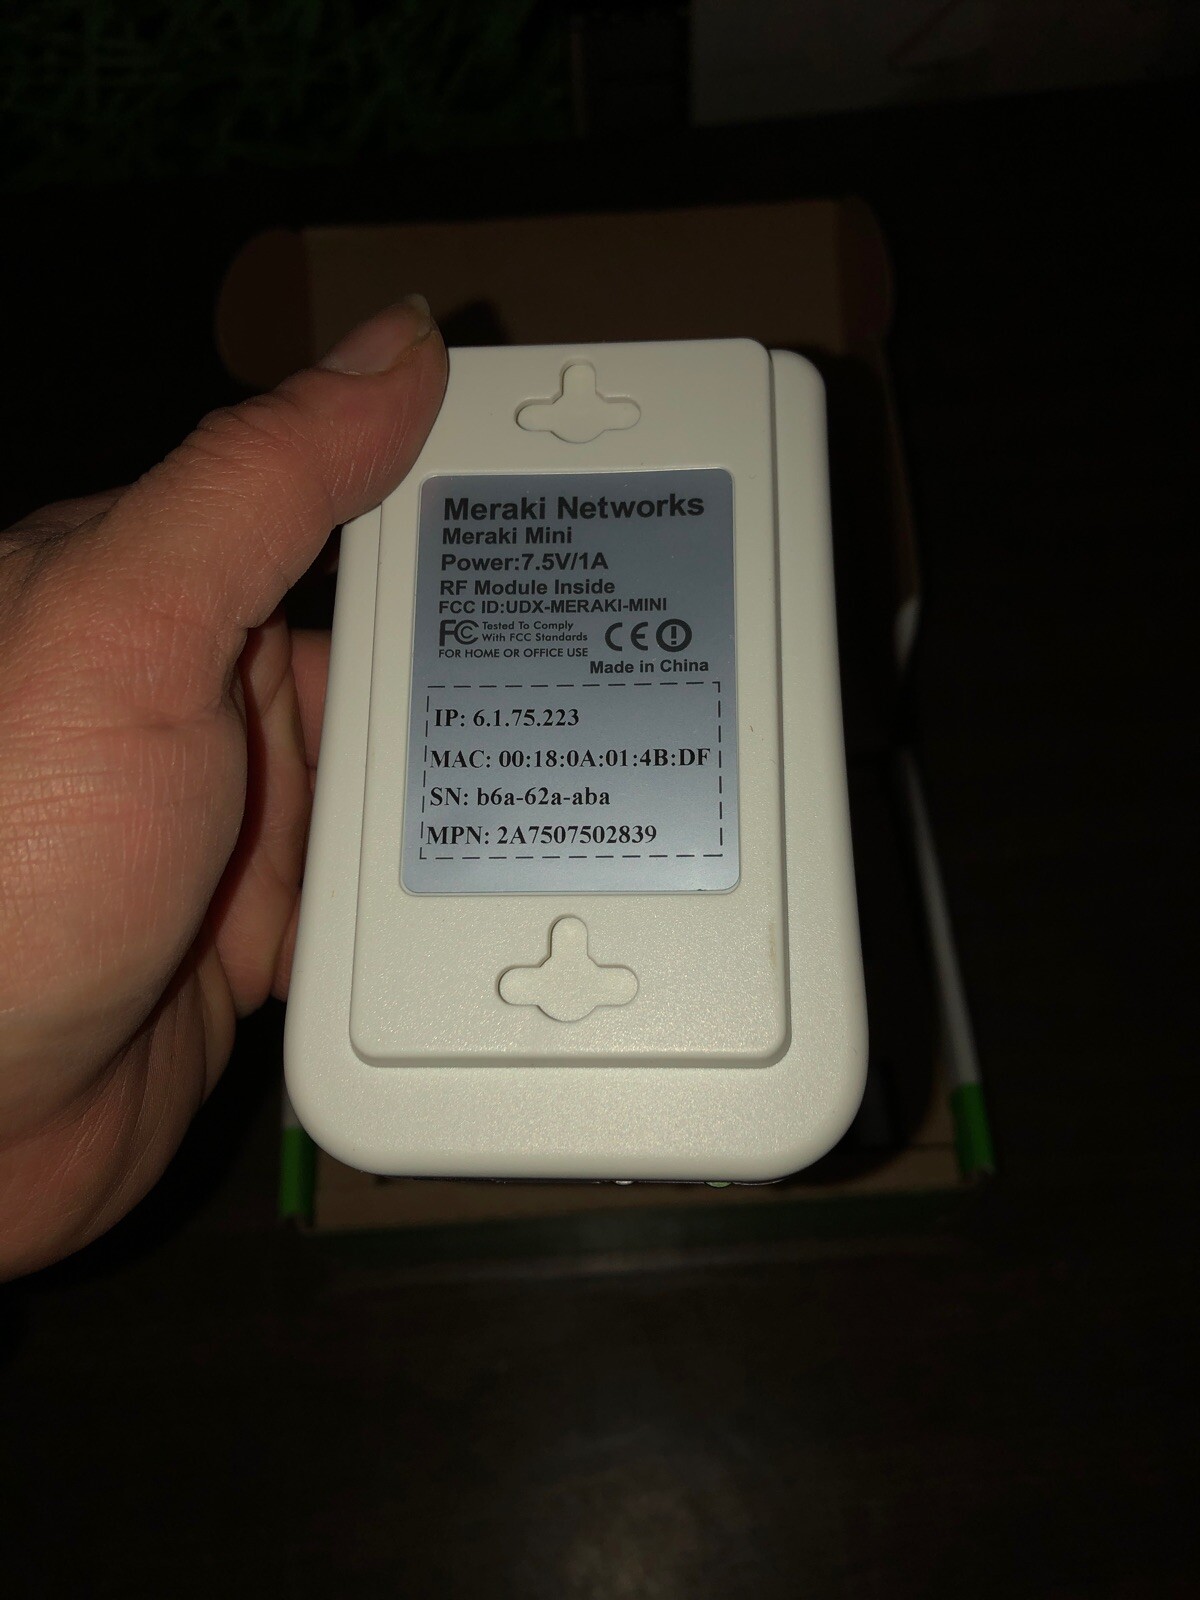 Meraki Networks
Meraki Mini
Power:7.5V/1A
RF Module Inside
FCC ID:UDX-MERAKI-MINI
FC Tested To Comply
With FCC Standards
CE
FOR HOME OR OFFICE USE
Made in China
IP: 6.1.75.223
MAC: 00:18:0A:01:4B:DF
SN: b6a-62a-aba
MPN: 2A7507502839